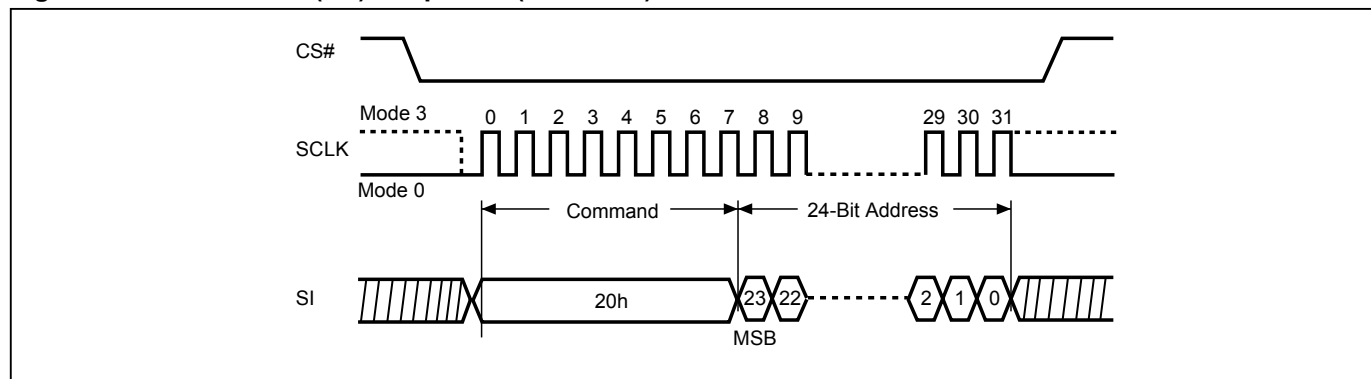 CS#
Mode 3
0 1 2 3 4 5 6 7 8 9 29 30 31
SCLK
Mode 0
Command 24-Bit Address
SI 20h 23 22 2 1 0
MSB